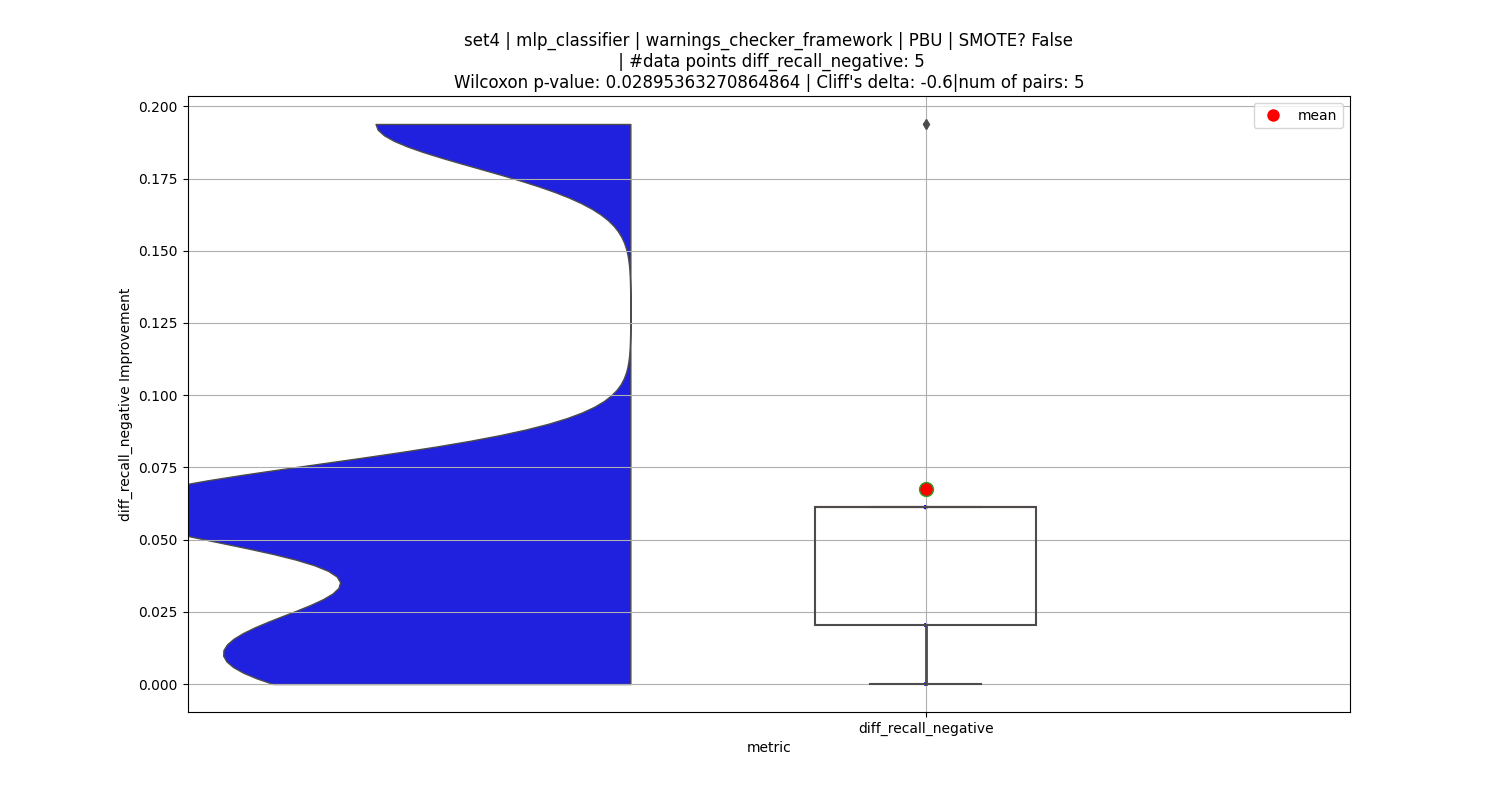 set4 | mlp_classifier | warnings_checker_framework | PBU | SMOTE? False
| #data points diff_recall_negative: 5
Wilcoxon p-value: 0.02895363270864864 | Cliff's delta: -0.6|num of pairs: 5
mean
0.200
0.175
0.150
0.125
0.100
0.075
0.050
0.025
0.000
diff_recall_negative Improvement
diff_recall_negative
metric